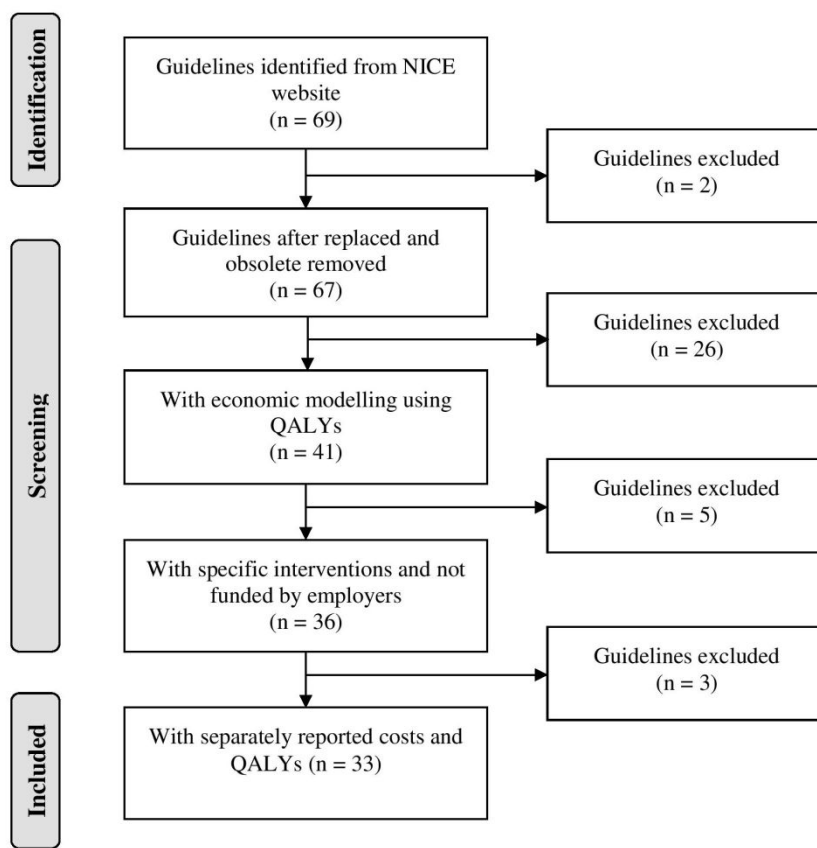 Identification
Guidelines identified from NICE
website
(n = 69)
Guidelines excluded
(n = 2)
Screening
Guidelines after replaced and
obsolete removed
(n = 67)
Guidelines excluded
(n = 26)
With economic modelling using
QALYs
(n = 41)
Guidelines excluded
(n = 5)
With specific interventions and not
funded by employers
(n = 36)
Guidelines excluded
(n = 3)
Included
With separately reported costs and
QALYs (n = 33)